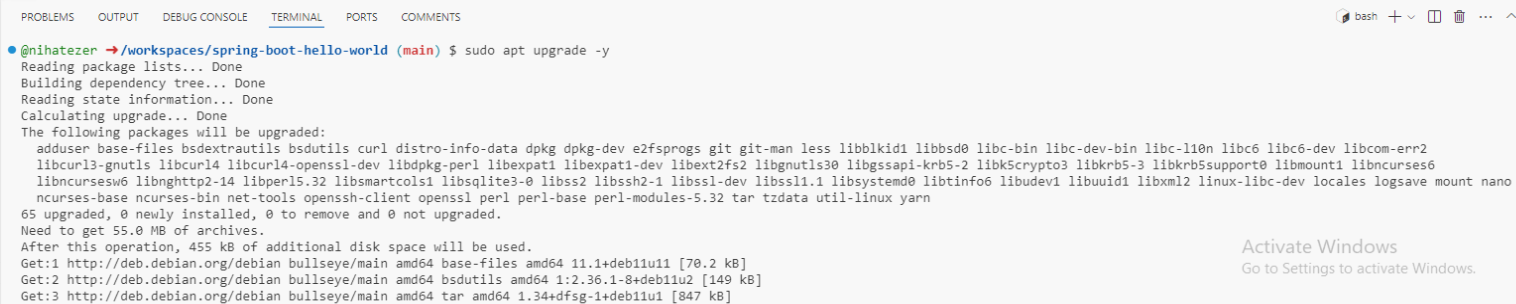 PROBLEMS OUTPUT DEBUG CONSOLE TERMINAL PORTS COMMENTS bash
@nihatezer ➜/workspaces/spring-boot-hello-world (main) $ sudo apt upgrade -y
Reading package lists... Done
Building dependency tree... Done
Reading state information... Done
Calculating upgrade... Done
The following packages will be upgraded:
adduser base-files bsdextrautils bsdutils curl distro-info-data dpkg dpkg-dev e2fsprogs git git-man less libblkid1 libbsd0 libc-bin libc-dev-bin libc-l10n libc6 libc6-dev libcom-err2
libcurl3-gnutls libcurl4 libcurl4-openssl-dev libdpkg-perl libexpat1 libexpat1-dev libext2fs2 libgnutls30 libgssapi-krb5-2 libk5crypto3 libkrb5-3 libkrb5support0 libmount1 libncurses6
libncursesw6 libnghttp2-14 libperl5.32 libsmartcols1 libsqlite3-0 libss2 libssh2-1 libssl-dev libssl1.1 libsystemd0 libtinfo6 libudev1 libuuid1 libxml2 linux-libc-dev locales logsave mount nano
ncurses-base ncurses-bin net-tools openssh-client openssl perl perl-base perl-modules-5.32 tar tzdata util-linux yarn
65 upgraded, 0 newly installed, 0 to remove and 0 not upgraded.
Need to get 55.0 MB of archives.
After this operation, 455 kB of additional disk space will be used.
Get:1 http://deb.debian.org/debian bullseye/main amd64 base-files amd64 11.1+deb11u11 [70.2 kB]
Get:2 http://deb.debian.org/debian bullseye/main amd64 bsdutils amd64 1:2.36.1-8+deb11u2 [149 kB]
Get:3 http://deb.debian.org/debian bullseye/main amd64 tar amd64 1.34+dfsg-1+deb11u1 [847 kB]
Activate Windows
Go to Settings to activate Windows.